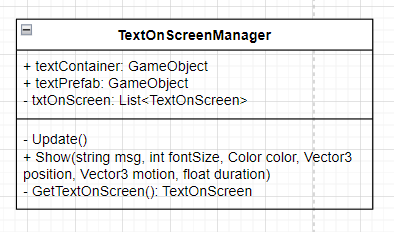 TextOnScreenManager
+ textContainer: GameObject
+ textPrefab: GameObject
- txtOnScreen: List<TextOnScreen>
- Update()
+ Show(string msg, int fontSize, Color color, Vector3
position, Vector3 motion, float duration)
- GetTextOnScreen(): TextOnScreen